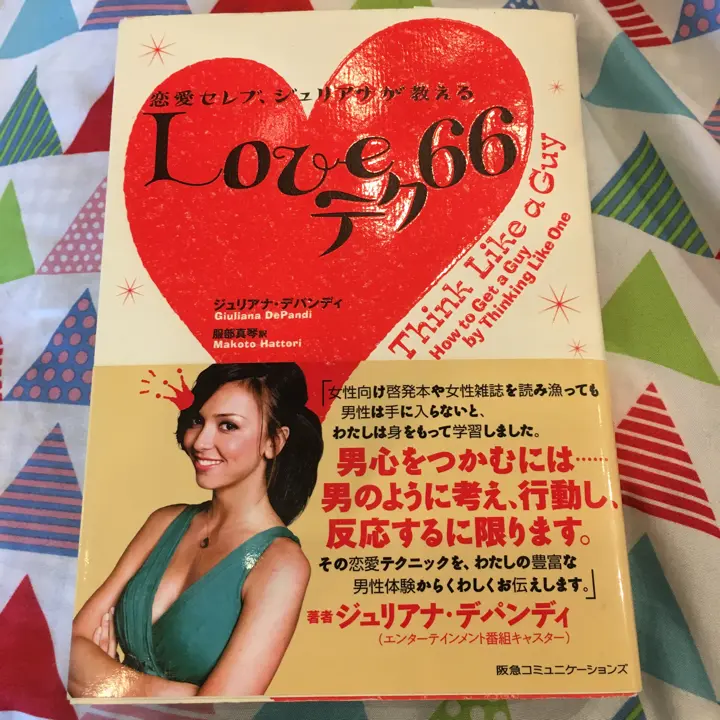 恋愛セレブ、ジュリアナが教える
Loveテク66
Think Like a Guy
How to Get a Guy
by Thinking Like One
ジュリアナ・デパンディ
Giuliana DePandi
服部真琴訳
Makoto Hattori
「女性向け啓発本や女性雑誌を読み漁っても
男性は手に入らないと、
わたしは身をもって学習しました。
男心をつかむには……
男のように考え、行動し、
反応するに限ります。
その恋愛テクニックを、わたしの豊富な
男性体験からくわしくお伝えします。」
著者 ジュリアナ・デパンディ
(エンターテインメント番組キャスター)
阪急コミュニケーションズ